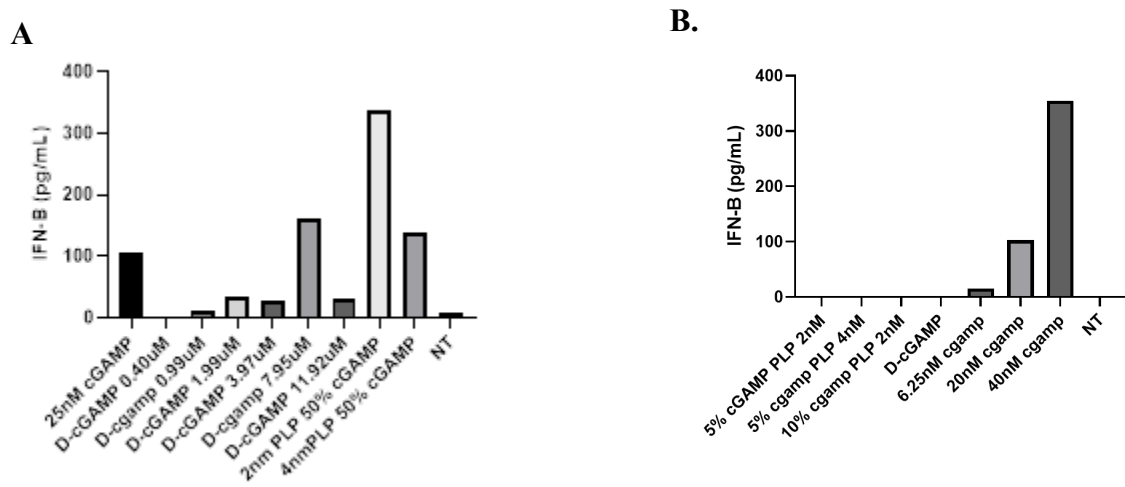 A
B.
IFN-B (pg/mL)
400
300
200
100
0
25nM cGAMP
D-cGAMP 0.40uM
D-cgamp 0.99uM
D-cGAMP 1.99uM
D-cGAMP 3.97uM
D-cgamp 7.95uM
D-cGAMP 11.92uM
2nm PLP 50% cGAMP
4nmPLP 50% cGAMP
NT
IFN-B (pg/mL)
400
300
200
100
0
5% cGAMP PLP 2nM
5% cgamp PLP 4nM
10% cgamp PLP 2nM
D-cGAMP
6.25nM cgamp
20nM cgamp
40nM cgamp
NT